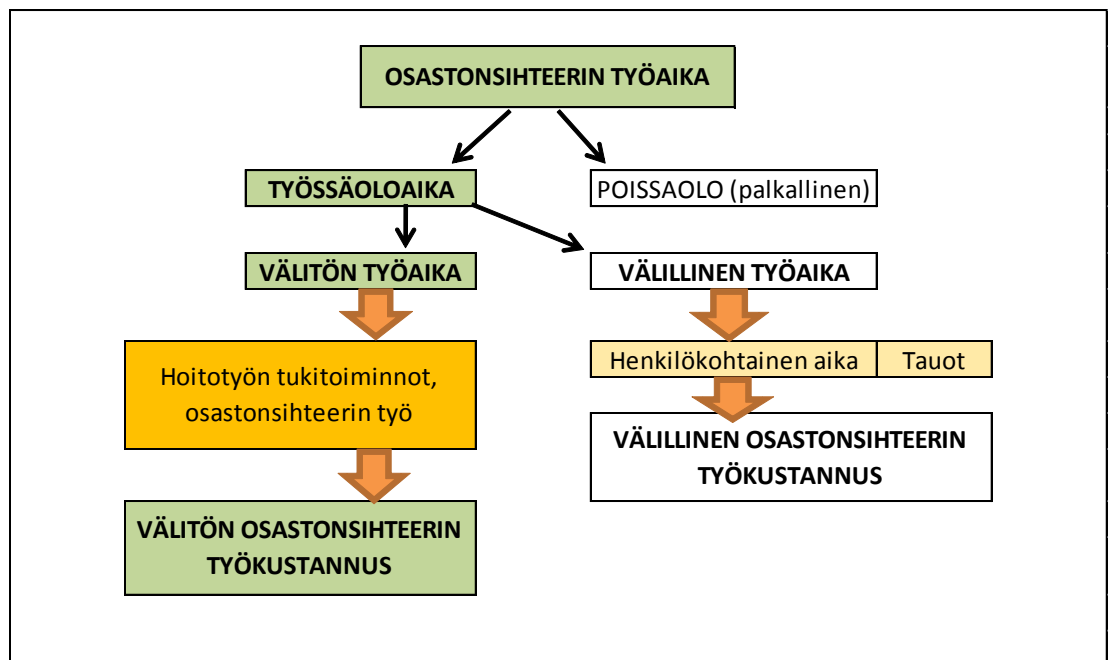 OSASTONSIHTEERIN TYÖAIKA
TYÖSSÄOLOAIKA
POISSAOLO (palkallinen)
VÄLITÖN TYÖAIKA
VÄLILLINEN TYÖAIKA
Hoitotyön tukitoiminnot,
osastonsihteerin työ
Henkilökohtainen aika
Tauot
VÄLILLINEN OSASTONSIHTEERIN
TYÖKUSTANNUS
VÄLITÖN OSASTONSIHTEERIN
TYÖKUSTANNUS